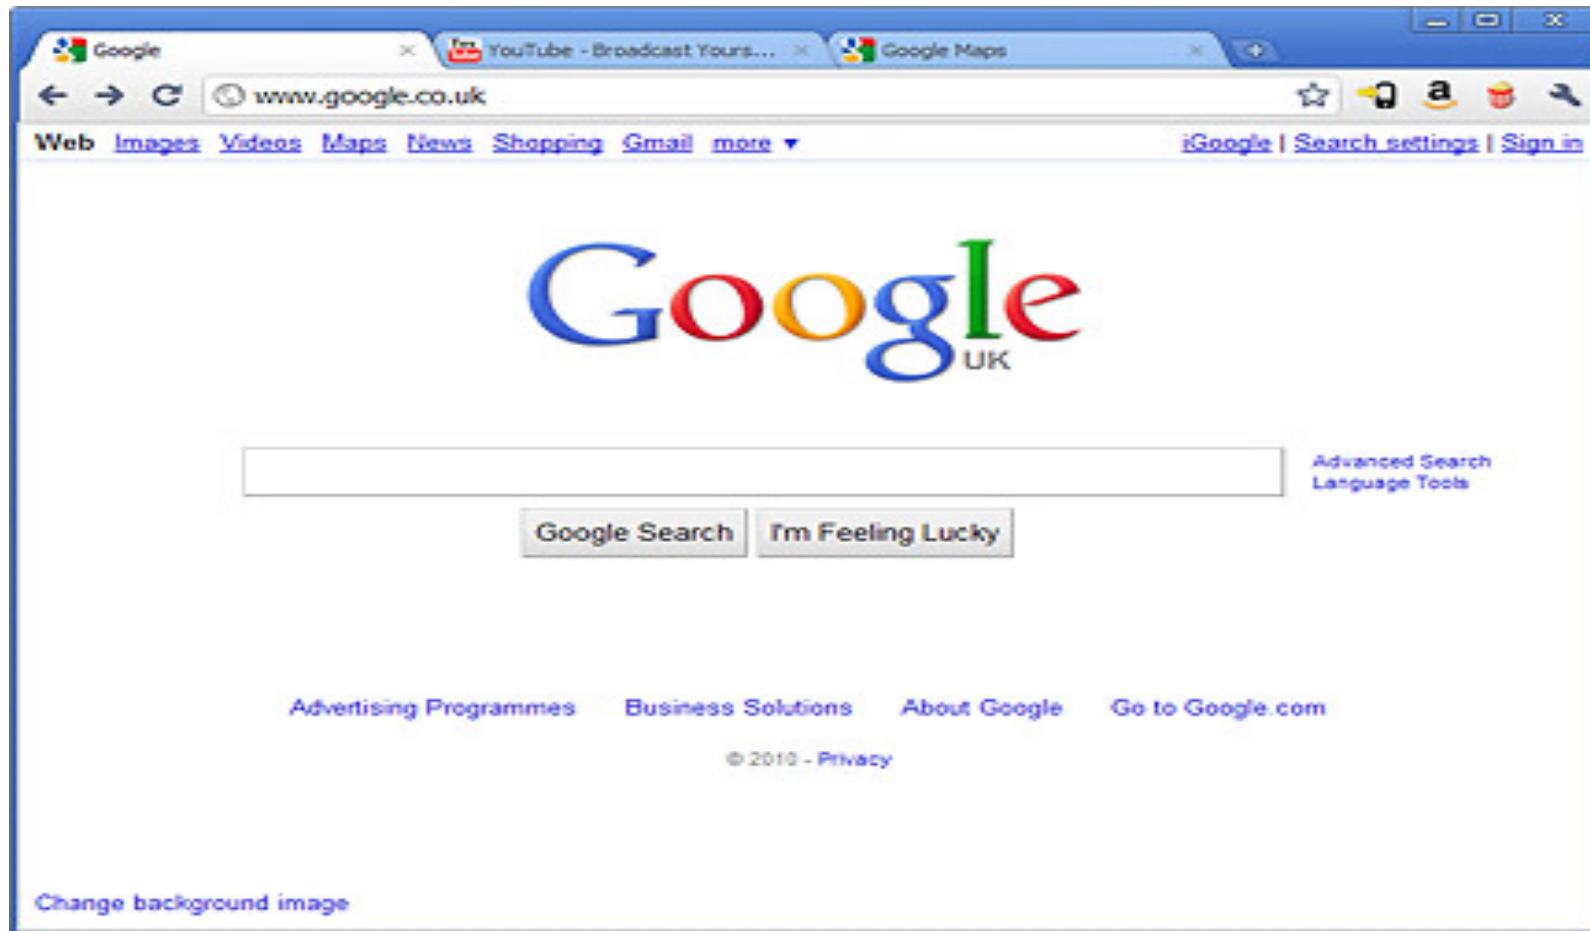 Google YouTube - Broadcast Yours... Google Maps
www.google.co.uk
Web Images Videos Maps News Shopping Gmail more iGoogle | Search settings | Sign in
Google
UK
Advanced Search
Language Tools
Google Search I'm Feeling Lucky
Advertising Programmes Business Solutions About Google Go to Google.com
© 2010 - Privacy
Change background image